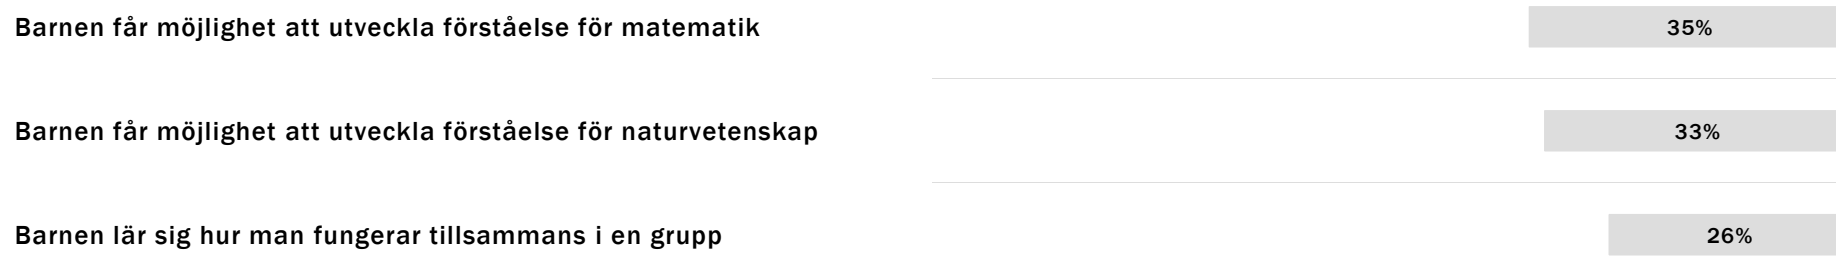 Barnen får möjlighet att utveckla förståelse för matematik 35%
Barnen får möjlighet att utveckla förståelse för naturvetenskap 33%
Barnen lär sig hur man fungerar tillsammans i en grupp 26%